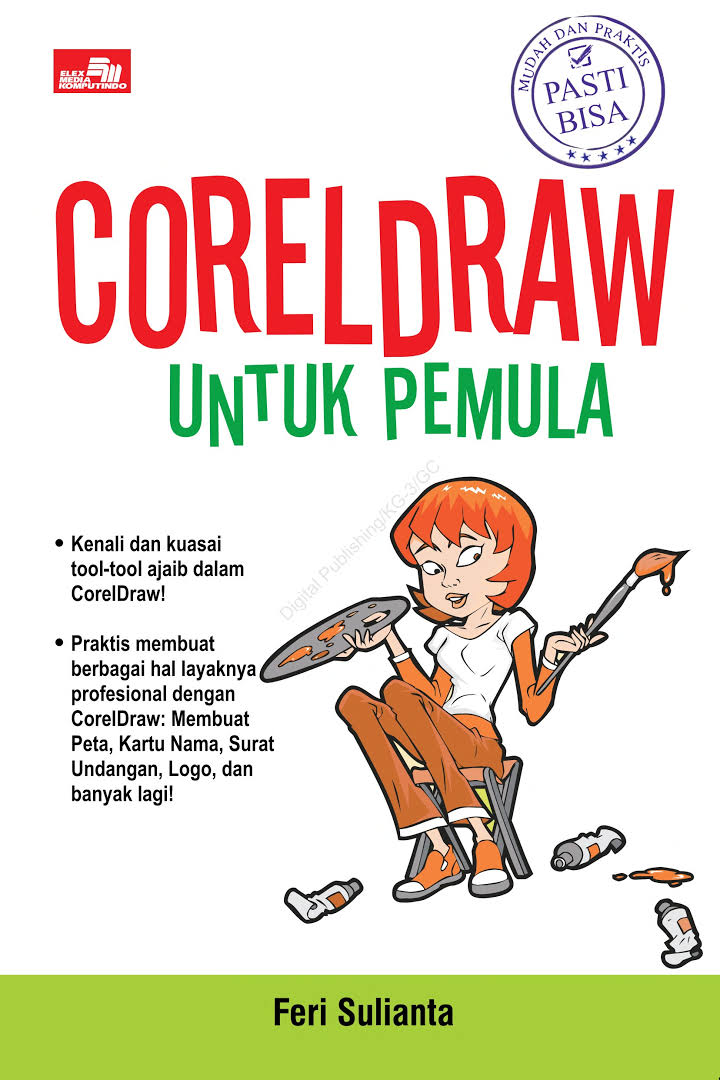 ELEX
MEDIA
KOMPUTINDO
MUDAH DAN PRAKTIS
PASTI
BISA
CORELDRAW
UNTUK PEMULA
Digital Publishing/KG-3/GC
• Kenali dan kuasai
tool-tool ajaib dalam
CorelDraw!
• Praktis membuat
berbagai hal layaknya
profesional dengan
CorelDraw: Membuat
Peta, Kartu Nama, Surat
Undangan, Logo, dan
banyak lagi!
Feri Sulianta